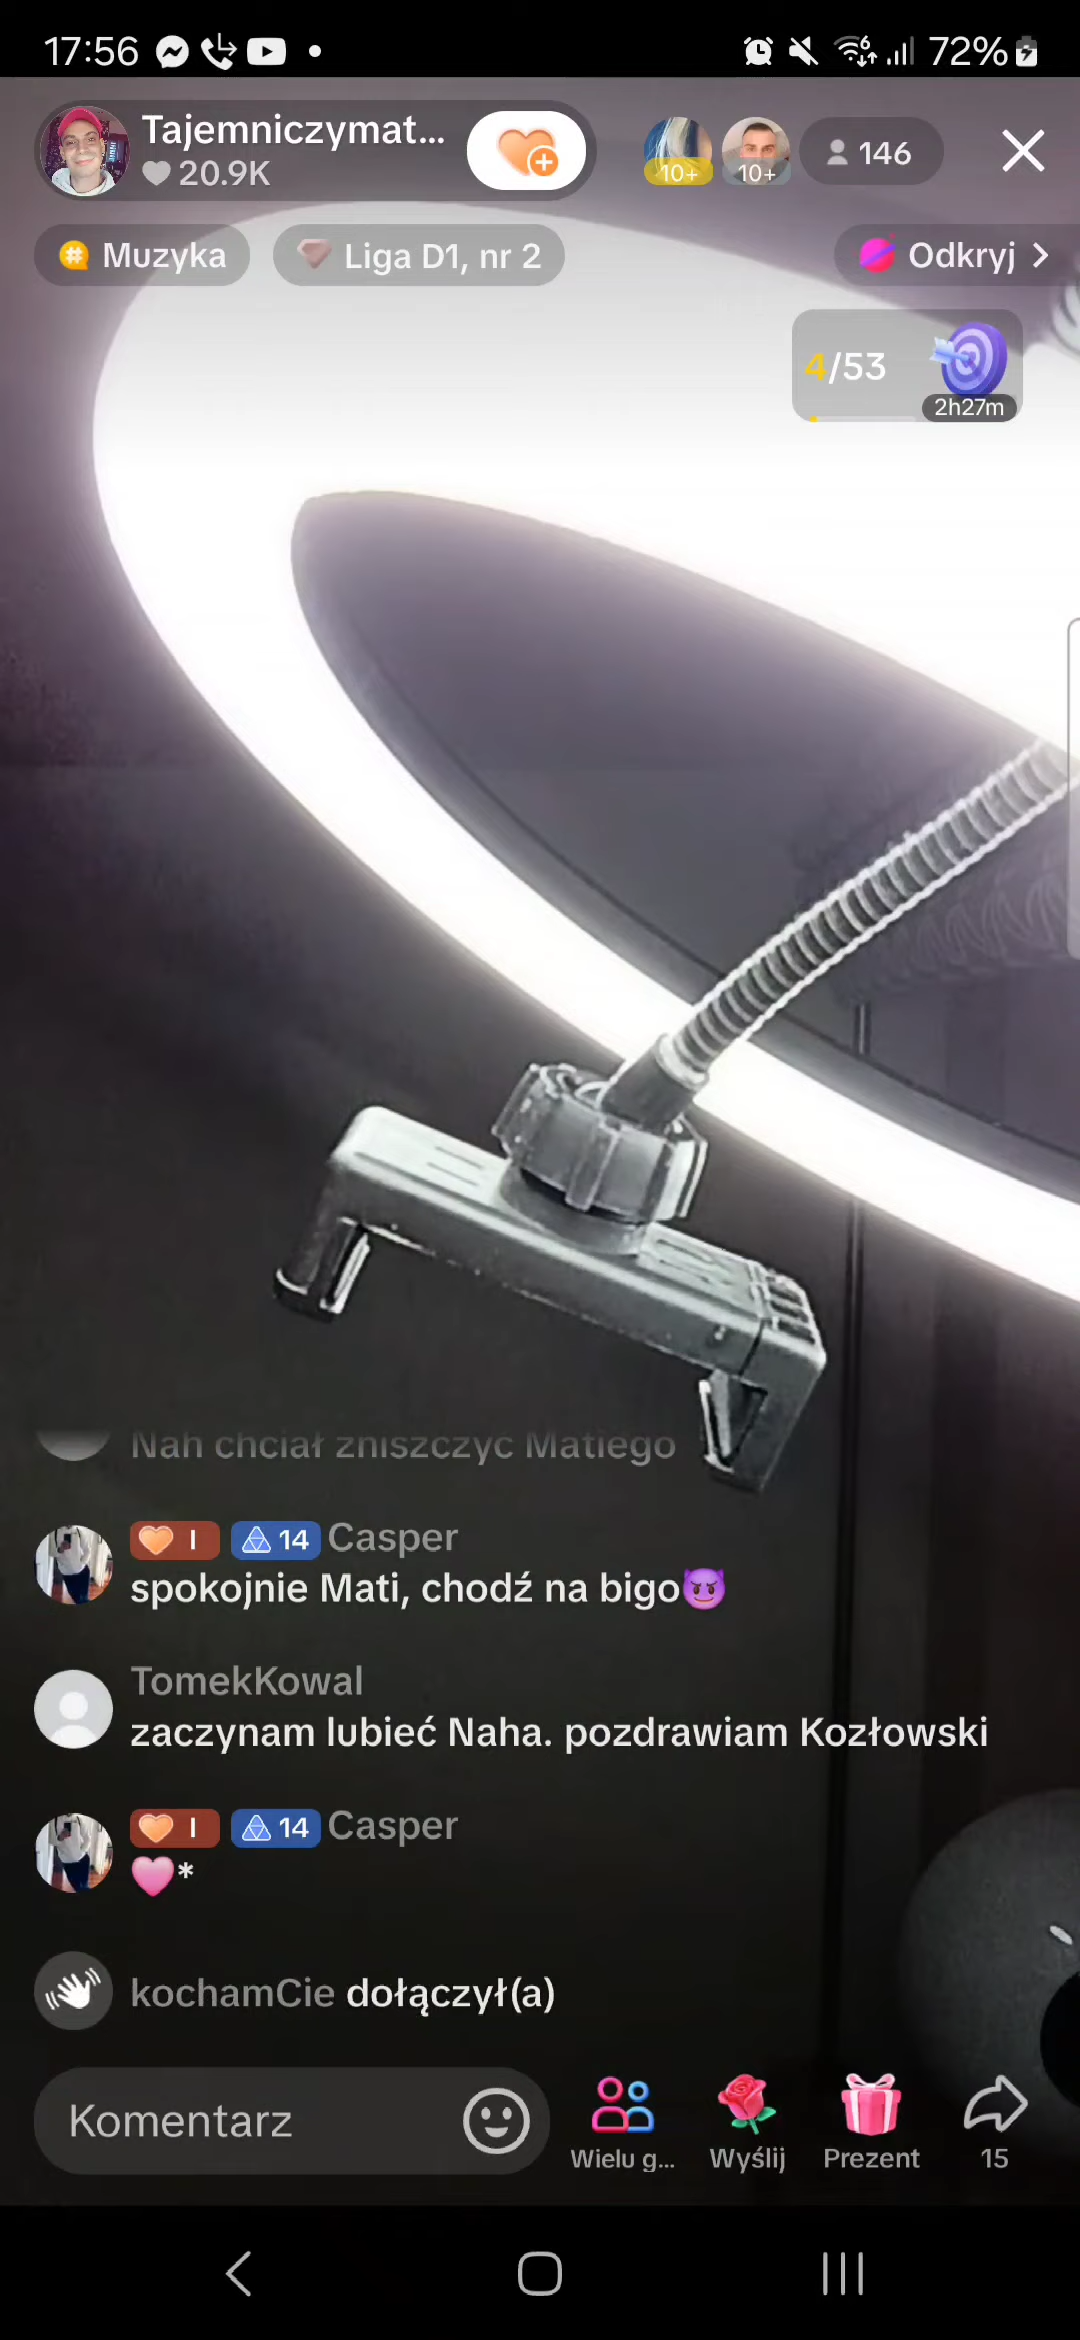 17:56
72%
Tajemniczymat...
20.9K
10+
10+
146
Muzyka
Liga D1, nr 2
Odkryj
4/53
2h27m
Nah chciał zniszczyc Matiego
I 14 Casper
spokojnie Mati, chodź na bigo😈
TomekKowal
zaczynam lubieć Naha. pozdrawiam Kozłowski
I 14 Casper
🩷*
kochamCie dołączył(a)
Komentarz
Wielu g...
Wyślij
Prezent
15